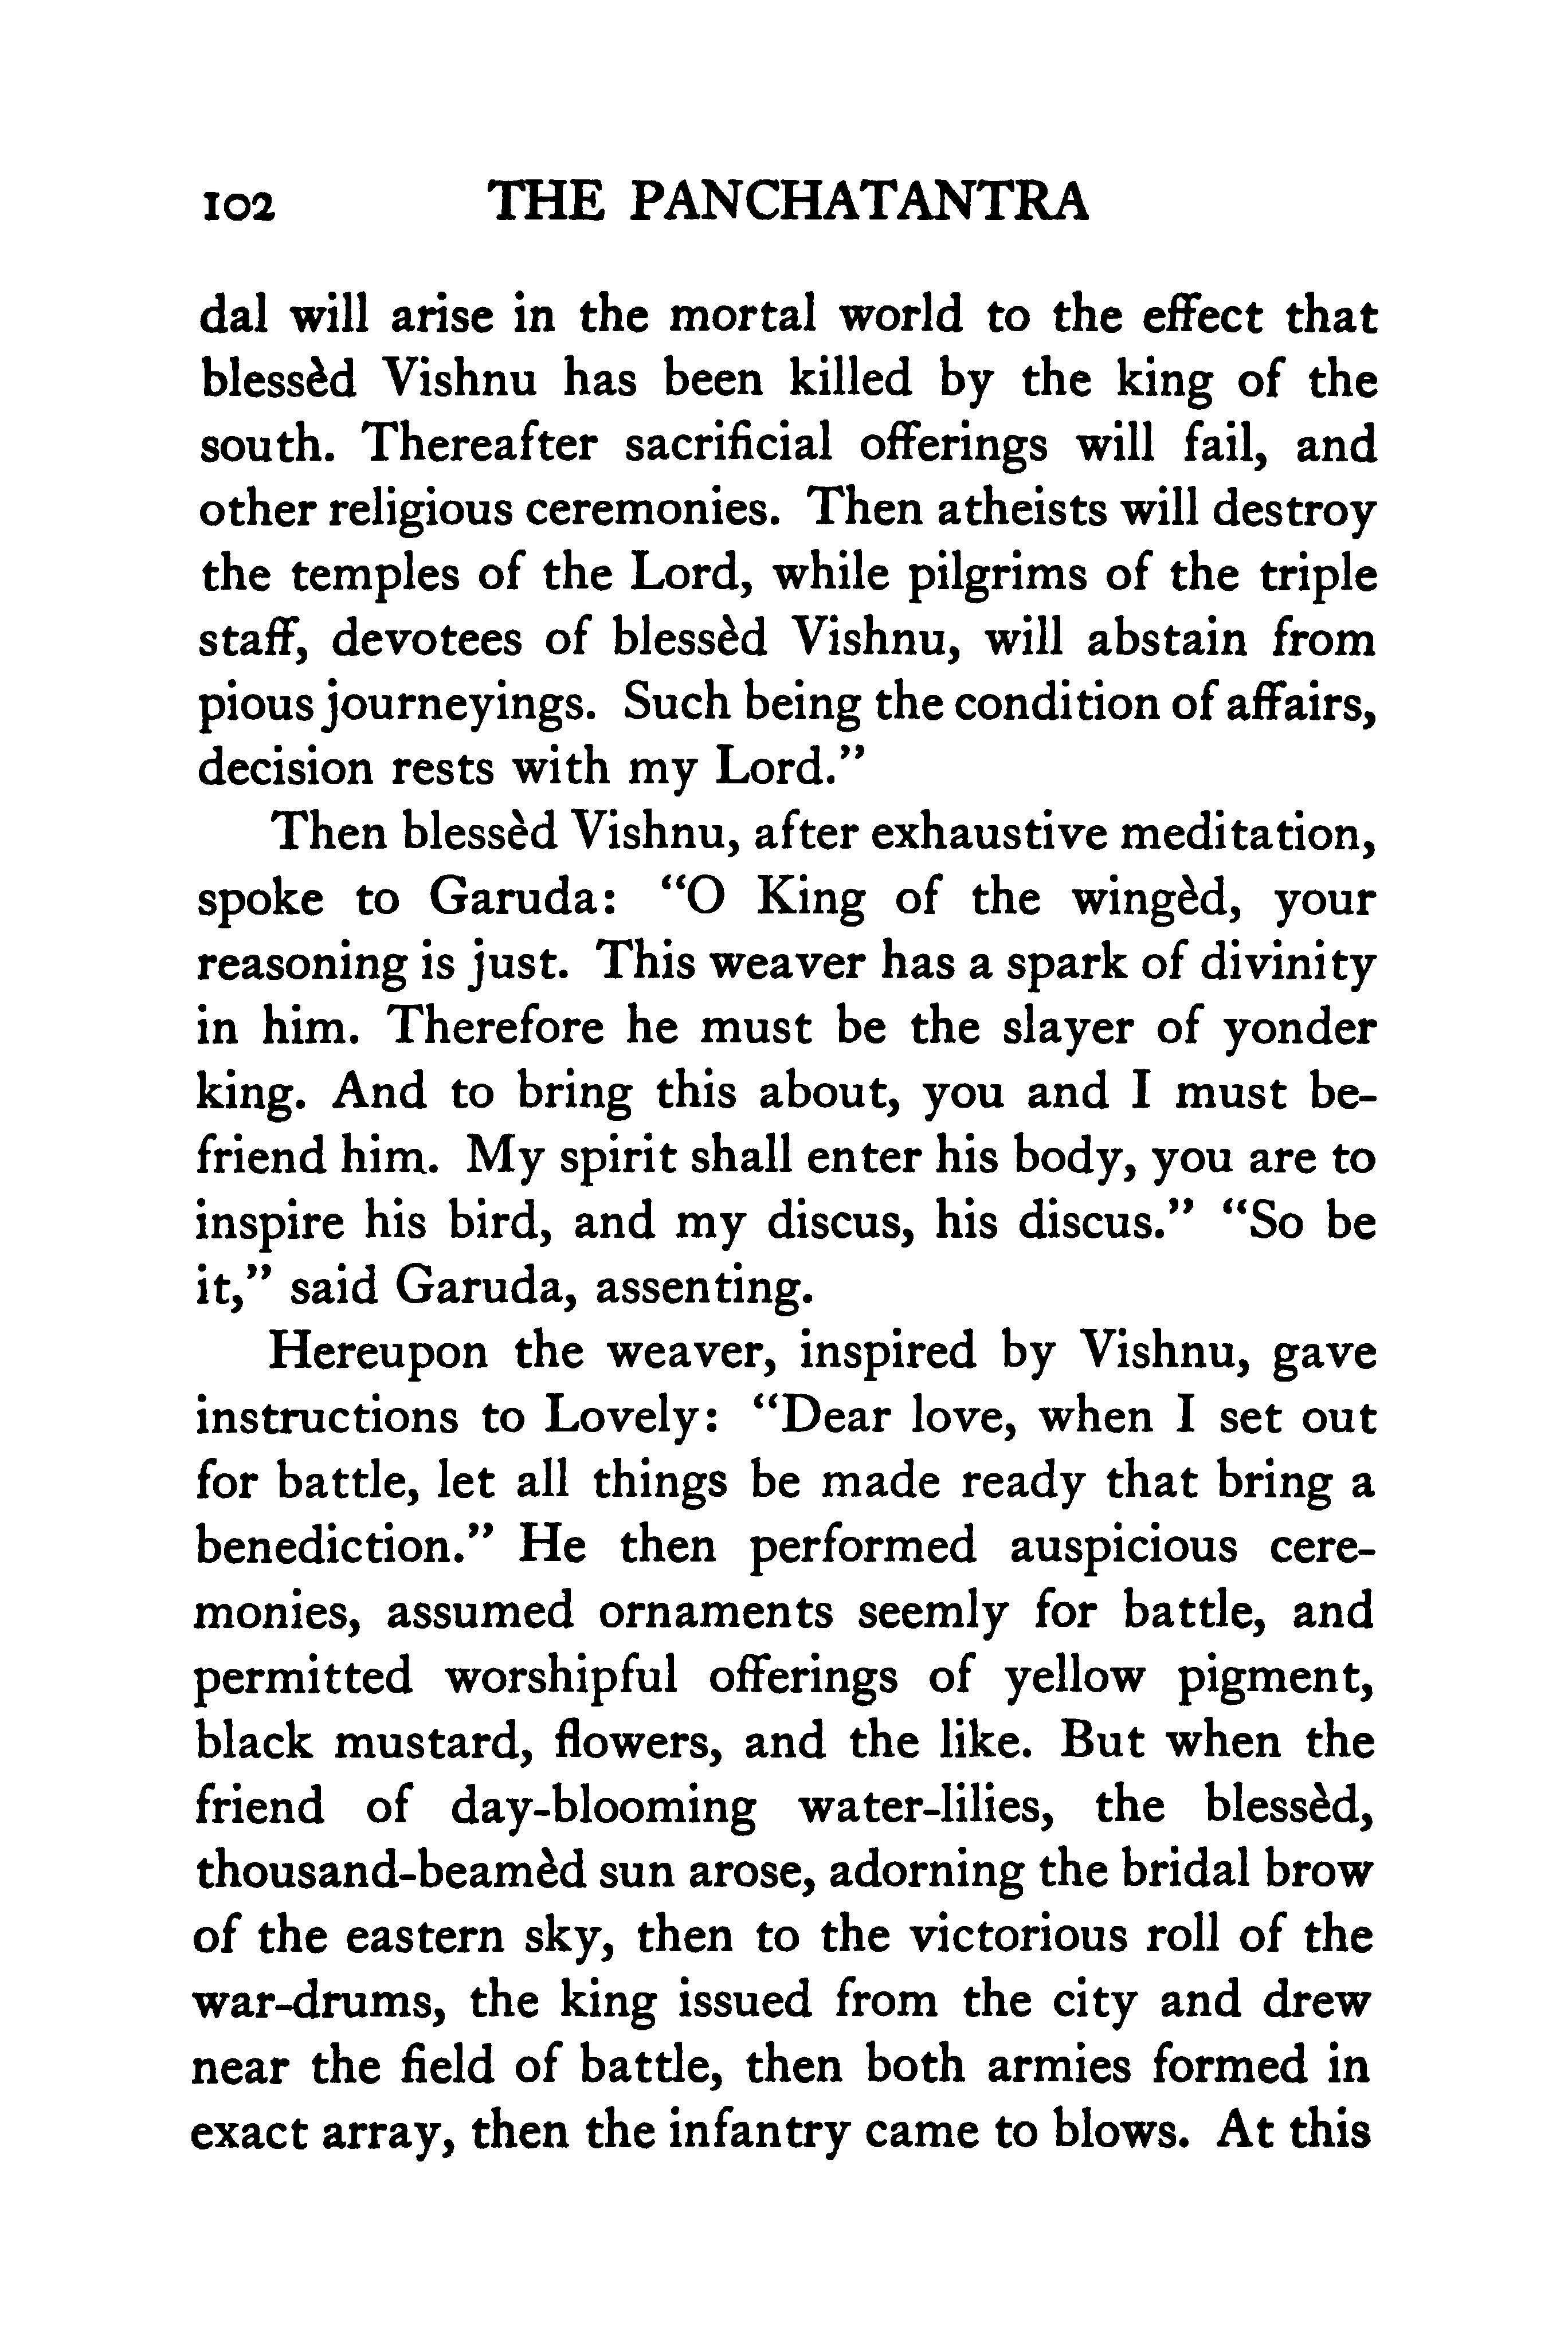 102 THE PANCHATANTRA
dal will arise in the mortal world to the effect that
blessèd Vishnu has been killed by the king of the
south. Thereafter sacrificial offerings will fail, and
other religious ceremonies. Then atheists will destroy
the temples of the Lord, while pilgrims of the triple
staff, devotees of blessèd Vishnu, will abstain from
pious journeyings. Such being the condition of affairs,
decision rests with my Lord.”
Then blessèd Vishnu, after exhaustive meditation,
spoke to Garuda: “O King of the wingèd, your
reasoning is just. This weaver has a spark of divinity
in him. Therefore he must be the slayer of yonder
king. And to bring this about, you and I must be-
friend him. My spirit shall enter his body, you are to
inspire his bird, and my discus, his discus.” “So be
it,” said Garuda, assenting.
Hereupon the weaver, inspired by Vishnu, gave
instructions to Lovely: “Dear love, when I set out
for battle, let all things be made ready that bring a
benediction.” He then performed auspicious cere-
monies, assumed ornaments seemly for battle, and
permitted worshipful offerings of yellow pigment,
black mustard, flowers, and the like. But when the
friend of day-blooming water-lilies, the blessèd,
thousand-beamèd sun arose, adorning the bridal brow
of the eastern sky, then to the victorious roll of the
war-drums, the king issued from the city and drew
near the field of battle, then both armies formed in
exact array, then the infantry came to blows. At this